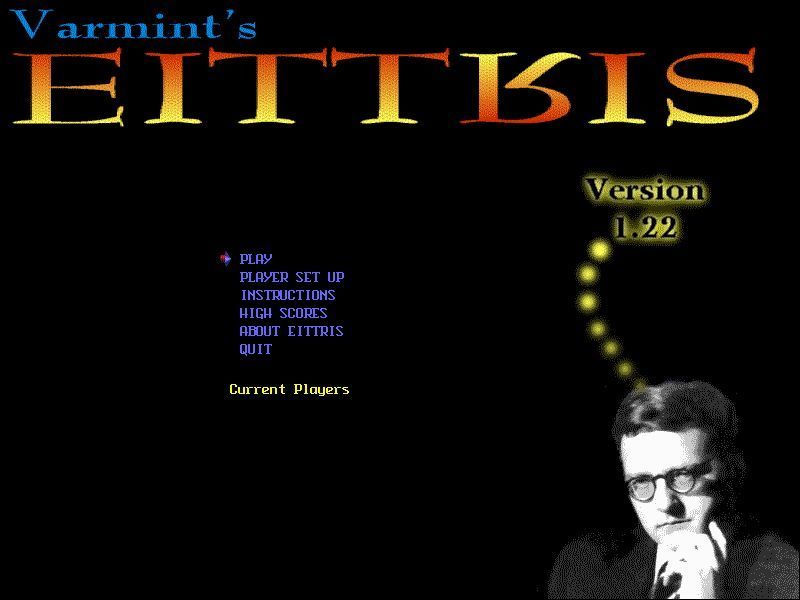 Varmint's
EITTRIS
Version
1.22
PLAY
PLAYER SET UP
INSTRUCTIONS
HIGH SCORES
ABOUT EITTRIS
QUIT
Current Players